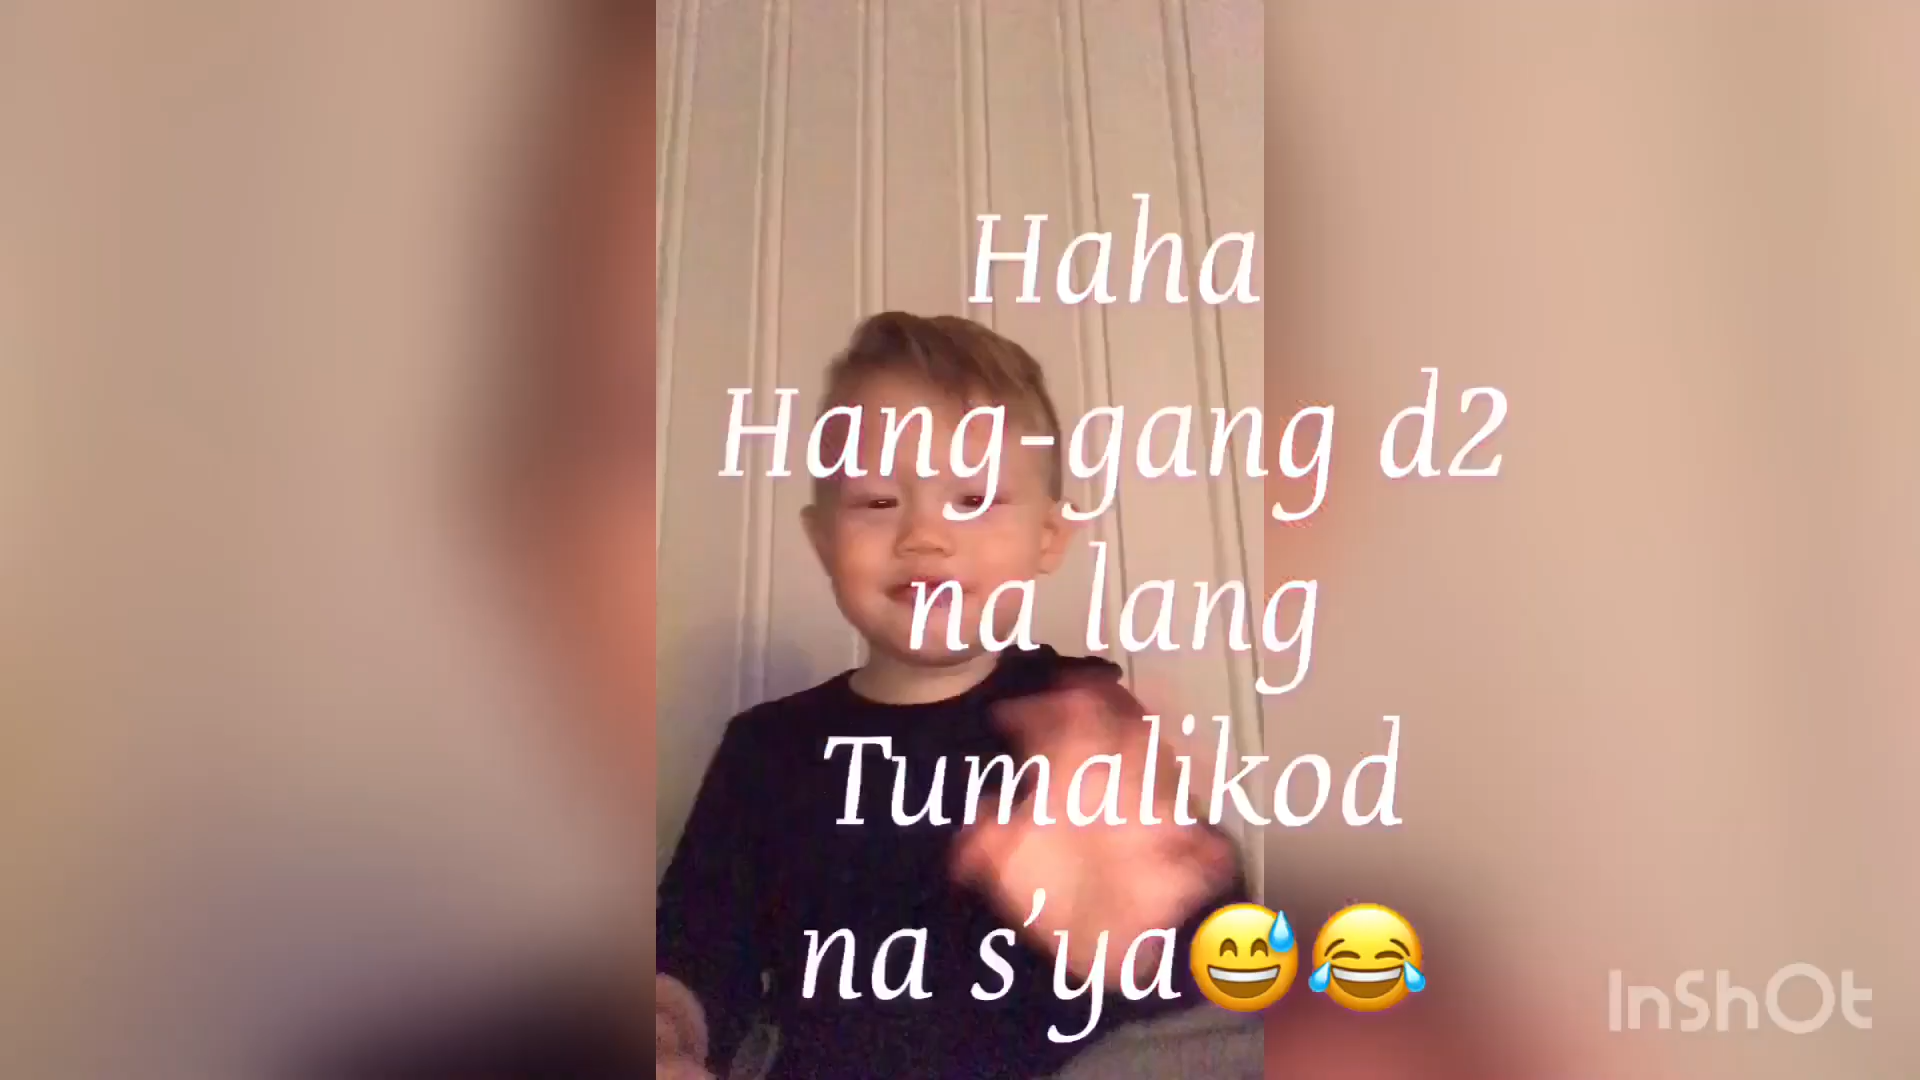 Haha
Hang-gang d2
na lang
Tumalikod
na s'ya😅😂
InShOt